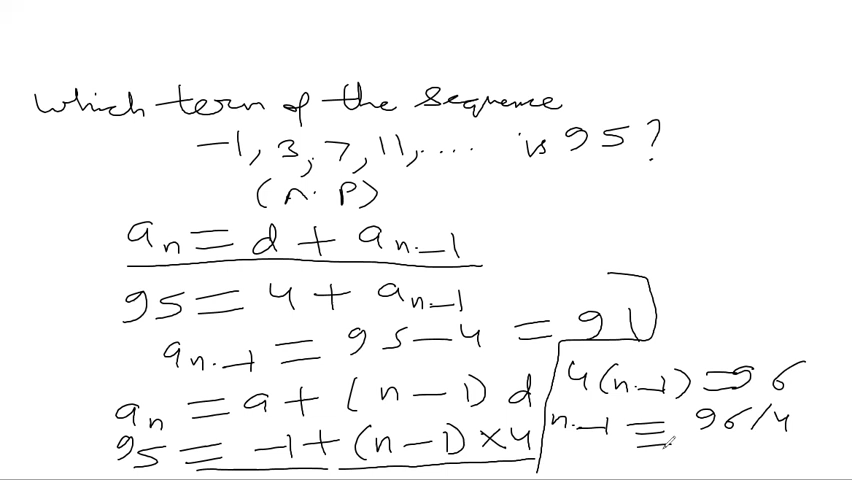 which term of the sequence
-1, 3, 7, 11, .... is 95?
(A.P)
aₙ = d + aₙ₋₁
95 = 4 + aₙ₋₁
aₙ₋₁ = 95 - 4 = 91
aₙ = a + (n - 1) d
95 = -1 + (n - 1) × 4
4(n-1) = 96
n-1 = 96/4
=